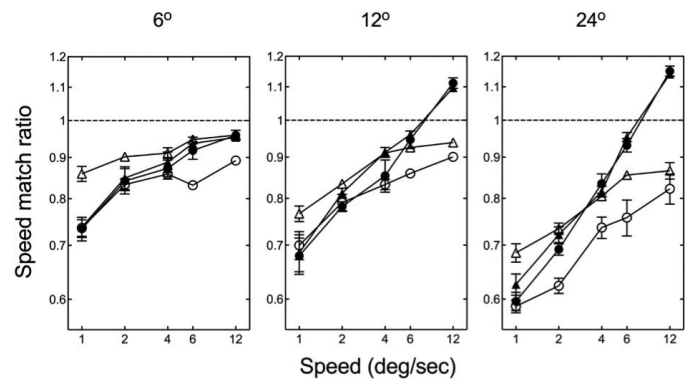 6º 12º 24º
Speed match ratio
1.2 1.2 1.2
1.1 1.1 1.1
1 1 1
0.9 0.9 0.9
0.8 0.8 0.8
0.7 0.7 0.7
0.6 0.6 0.6
1 2 4 6 12 1 2 4 6 12 1 2 4 6 12
Speed (deg/sec)